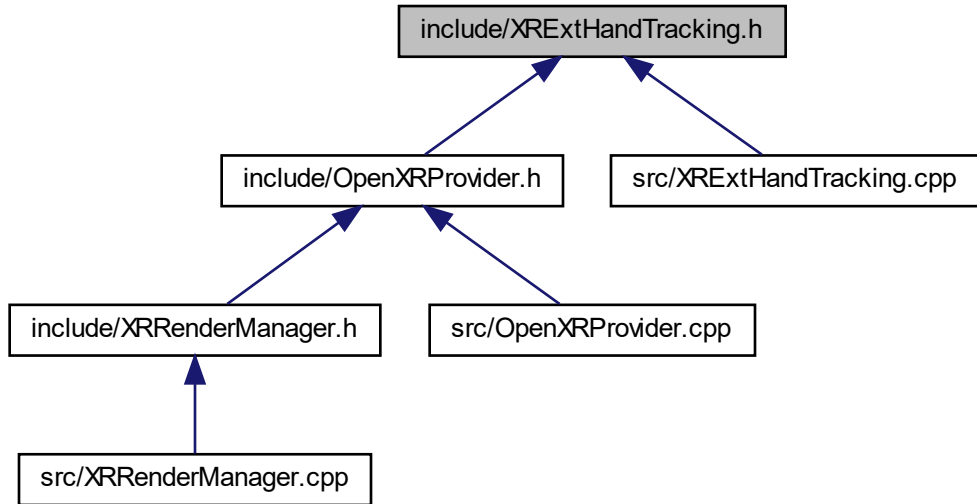 include/XRExtHandTracking.h
include/OpenXRProvider.h
src/XRExtHandTracking.cpp
include/XRRenderManager.h
src/OpenXRProvider.cpp
src/XRRenderManager.cpp